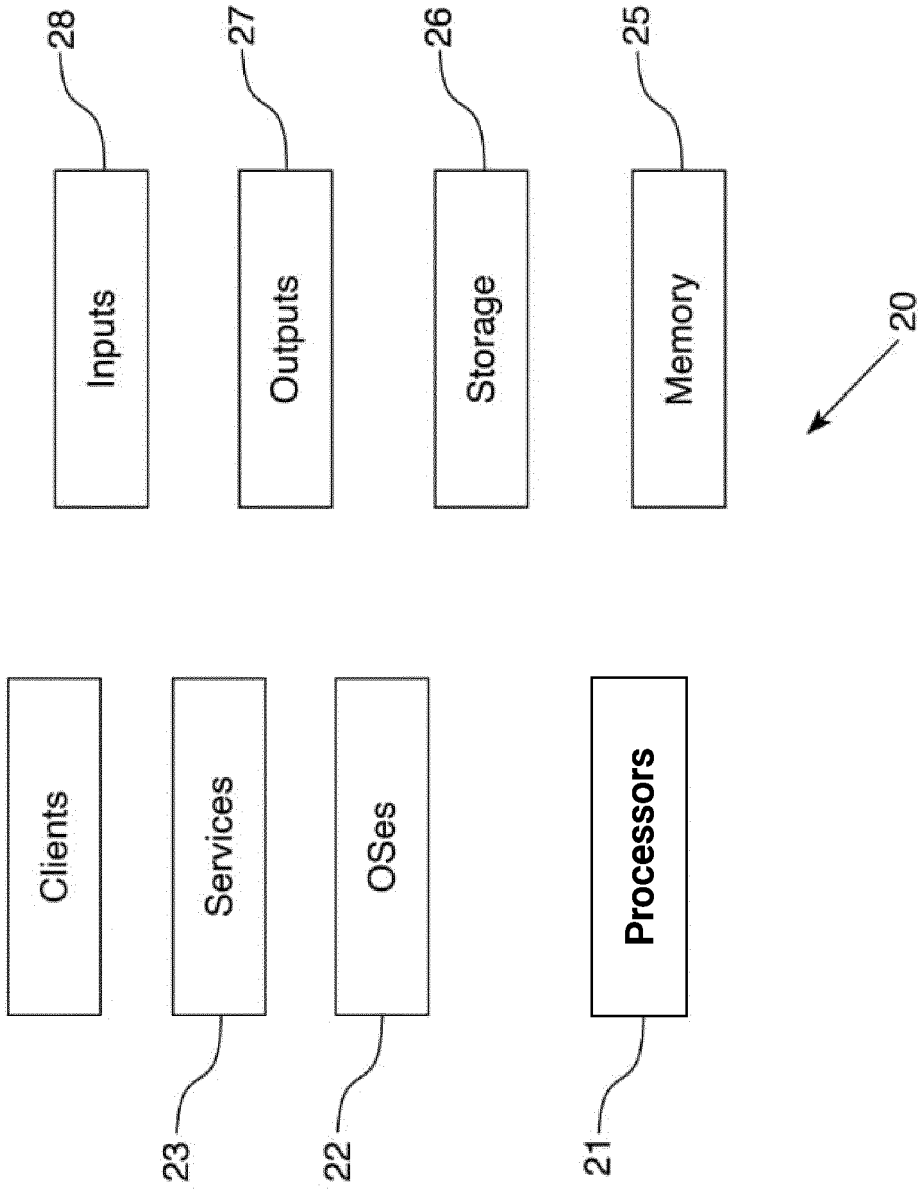 Clients
Services
23
OSes
22
Processors
21
Inputs
28
Outputs
27
Storage
26
Memory
25
20